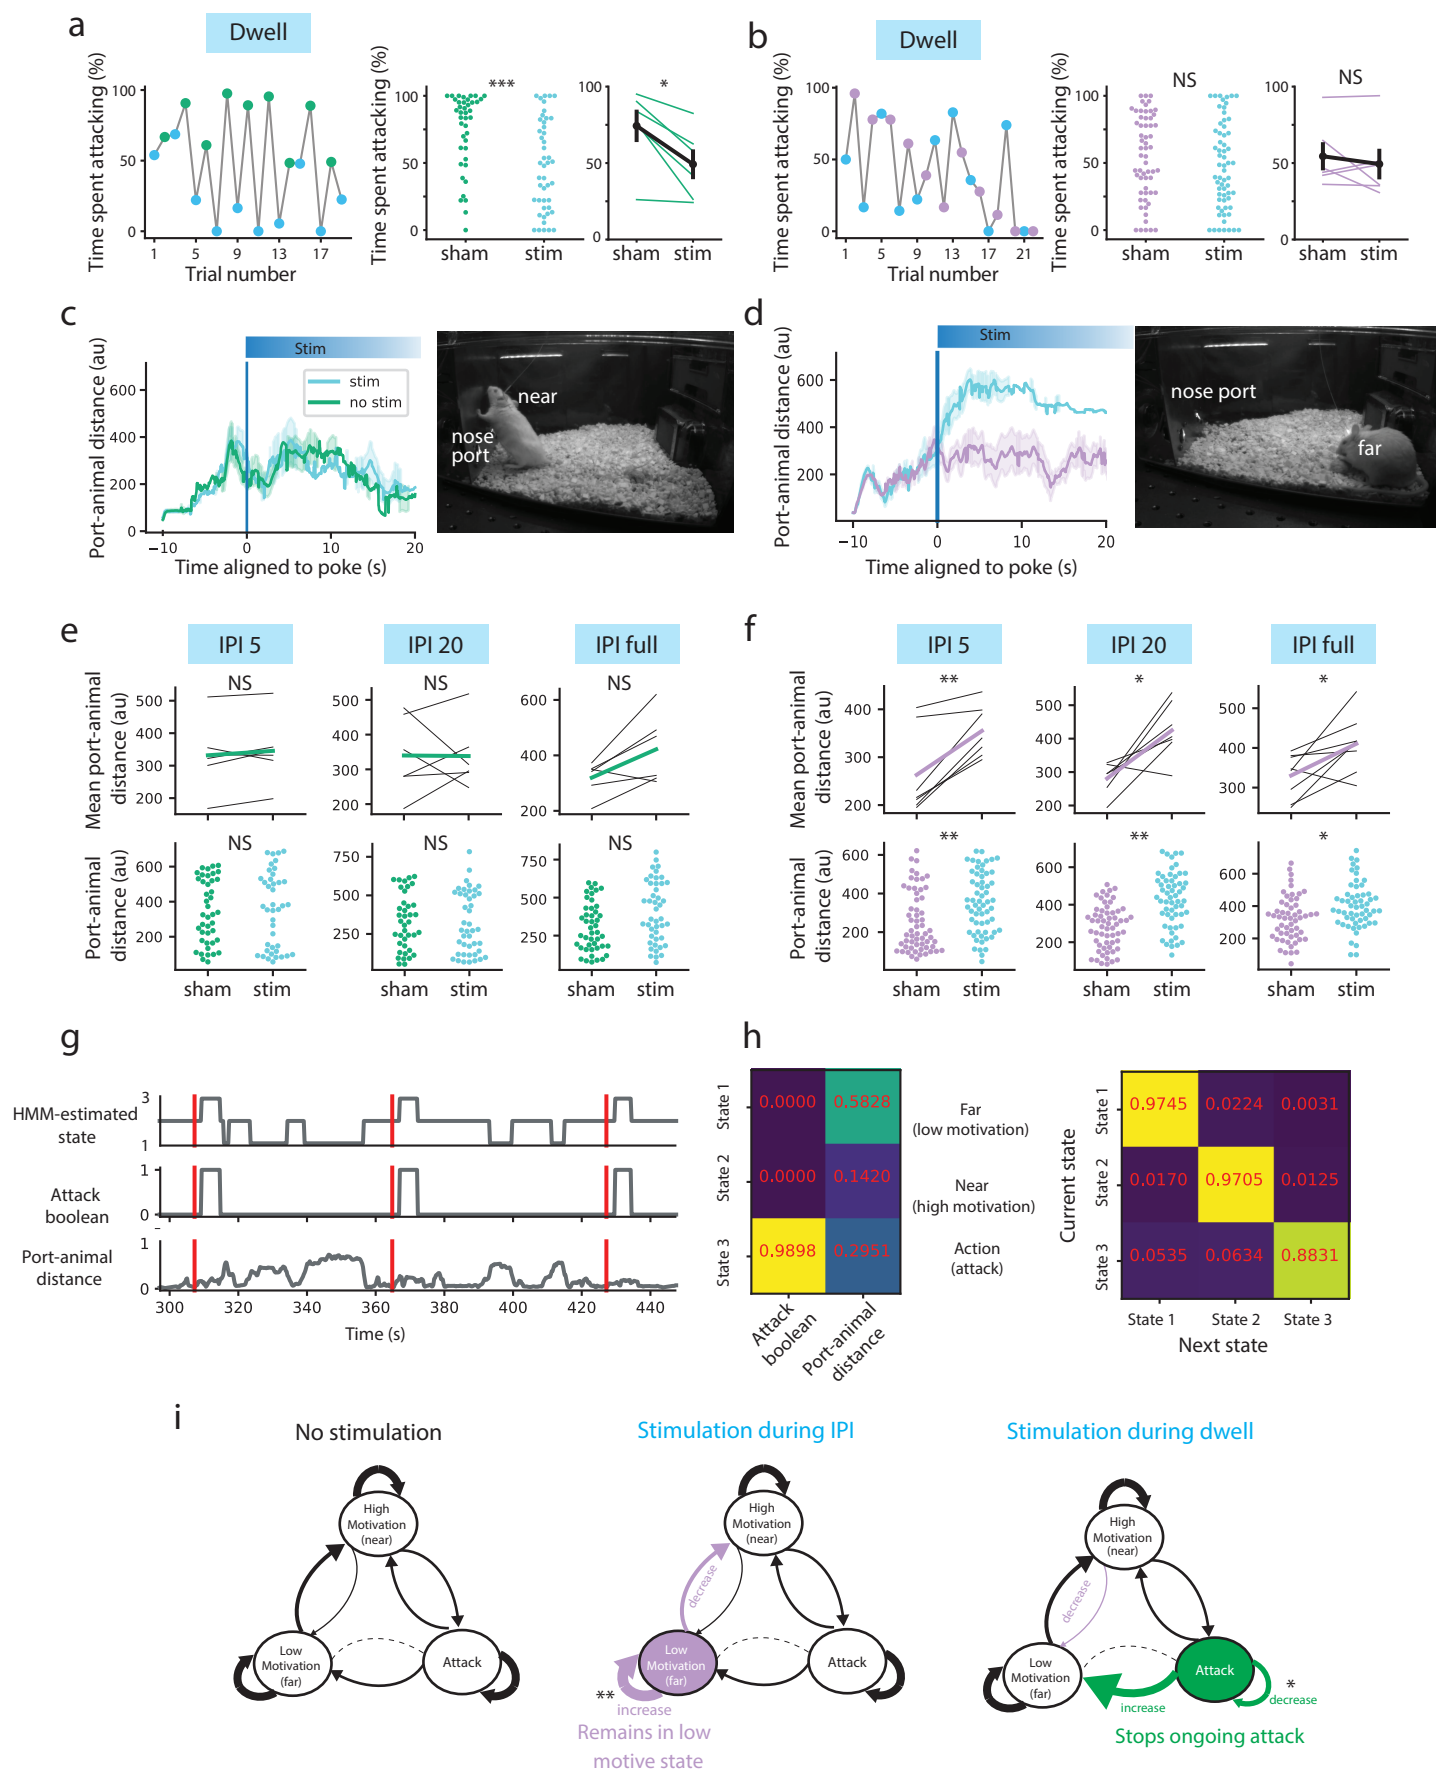 a
Dwell
Time spent attacking (%)
100
50
0
1 5 9 13 17
Trial number
Time spent attacking (%)
100
50
0
***
sham stim
100
50
0
*
sham stim
b
Dwell
Time spent attacking (%)
100
50
0
1 5 9 13 17 21
Trial number
Time spent attacking (%)
100
50
0
NS
sham stim
100
50
0
NS
sham stim
c
Port-animal distance (au)
Stim
stim
no stim
600
400
200
0
−10 0 10 20
Time aligned to poke (s)
near
nose
port
d
Port-animal distance (au)
Stim
600
400
200
−10 0 10 20
Time aligned to poke (s)
nose port
far
e
IPI 5 IPI 20 IPI full
Mean port-animal
distance (au)
NS
500
400
300
200
NS
500
400
300
200
NS
600
400
200
Port-animal
distance (au)
NS
600
400
200
sham stim
NS
750
500
250
sham stim
NS
750
500
250
sham stim
f
IPI 5 IPI 20 IPI full
Mean port-animal
distance (au)
**
400
300
200
*
500
400
300
200
*
500
400
300
Port-animal
distance (au)
**
600
400
200
sham stim
**
600
400
200
sham stim
*
600
400
200
sham stim
g
HMM-estimated
state
3
1
Attack
boolean
1
0
Port-animal
distance
1
0
300 320 340 360 380 400 420 440
Time (s)
h
State 1
0.0000 0.5828
State 2
0.0000 0.1420
State 3
0.9898 0.2951
Attack
boolean
Port-animal
distance
Far
(low motivation)
Near
(high motivation)
Action
(attack)
Current state
State 1
0.9745 0.0224 0.0031
State 2
0.0170 0.9705 0.0125
State 3
0.0535 0.0634 0.8831
State 1 State 2 State 3
Next state
i
No stimulation
High
Motivation
(near)
Low
Motivation
(far)
Attack
Stimulation during IPI
High
Motivation
(near)
decrease
Low
Motivation
(far)
Attack
**
increase
Remains in low
motive state
Stimulation during dwell
High
Motivation
(near)
decrease
Low
Motivation
(far)
Attack
*
decrease
increase
Stops ongoing attack